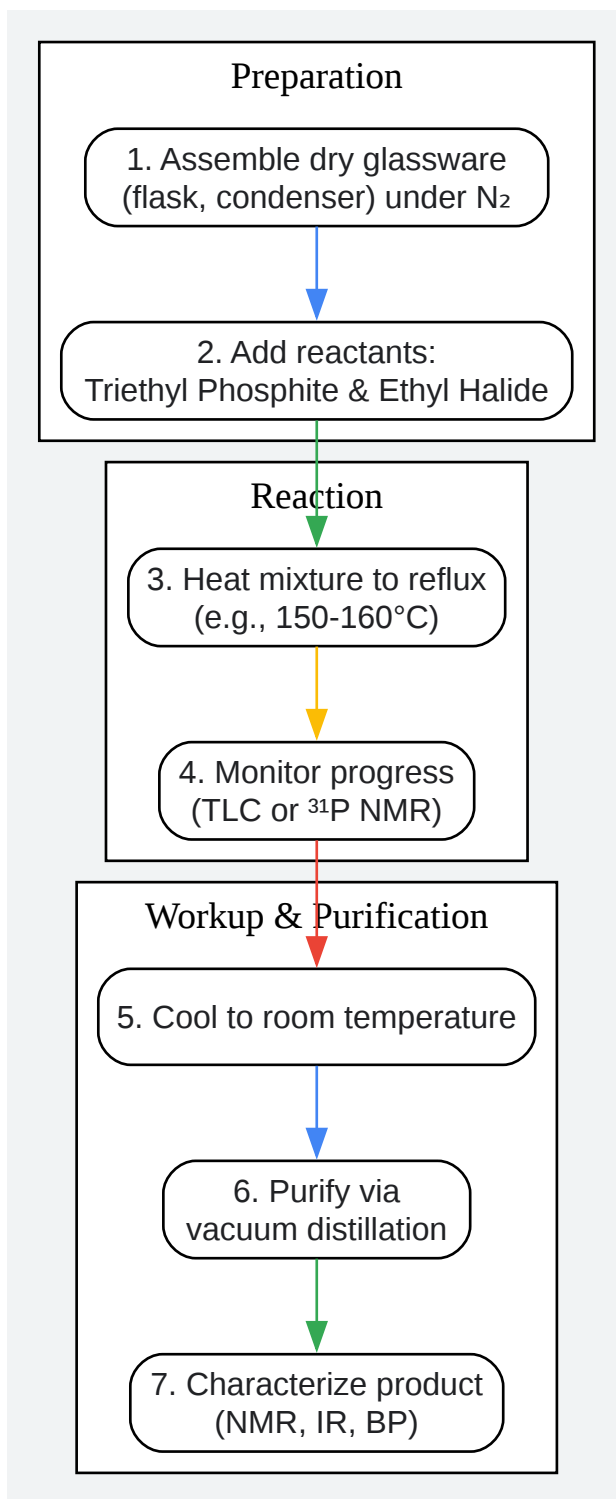 Preparation
1. Assemble dry glassware
(flask, condenser) under N₂
2. Add reactants:
Triethyl Phosphite & Ethyl Halide
Reaction
3. Heat mixture to reflux
(e.g., 150-160°C)
4. Monitor progress
(TLC or ³¹P NMR)
Workup & Purification
5. Cool to room temperature
6. Purify via
vacuum distillation
7. Characterize product
(NMR, IR, BP)